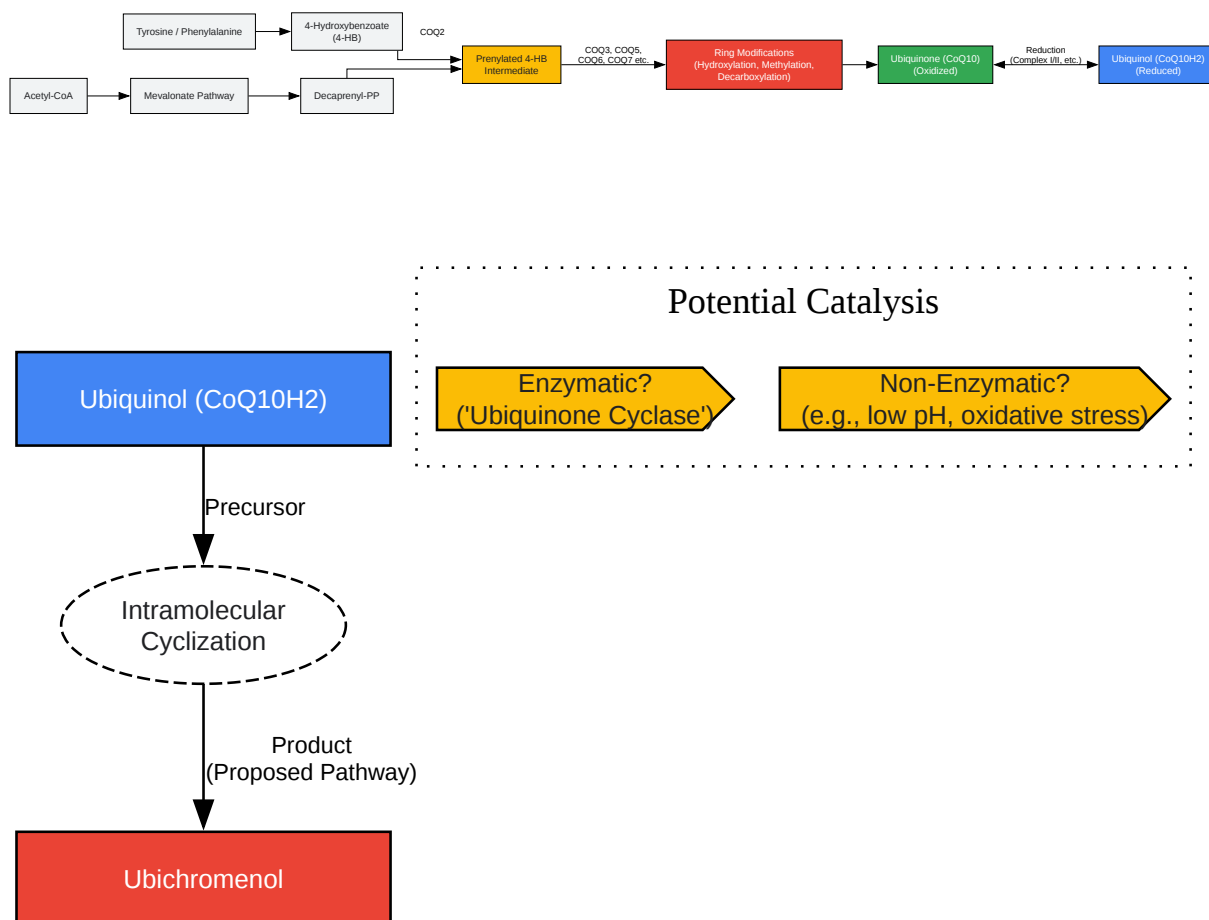 Tyrosine / Phenylalanine
4-Hydroxybenzoate
(4-HB)
COQ2
Acetyl-CoA
Mevalonate Pathway
Decaprenyl-PP
Prenylated 4-HB
Intermediate
COQ3, COQ5,
COQ6, COQ7 etc.
Ring Modifications
(Hydroxylation, Methylation,
Decarboxylation)
Ubiquinone (CoQ10)
(Oxidized)
Reduction
(Complex I/II, etc.)
Ubiquinol (CoQ10H2)
(Reduced)
Potential Catalysis
Enzymatic?
('Ubiquinone Cyclase')
Non-Enzymatic?
(e.g., low pH, oxidative stress)
Ubiquinol (CoQ10H2)
Precursor
Intramolecular
Cyclization
Product
(Proposed Pathway)
Ubichromenol